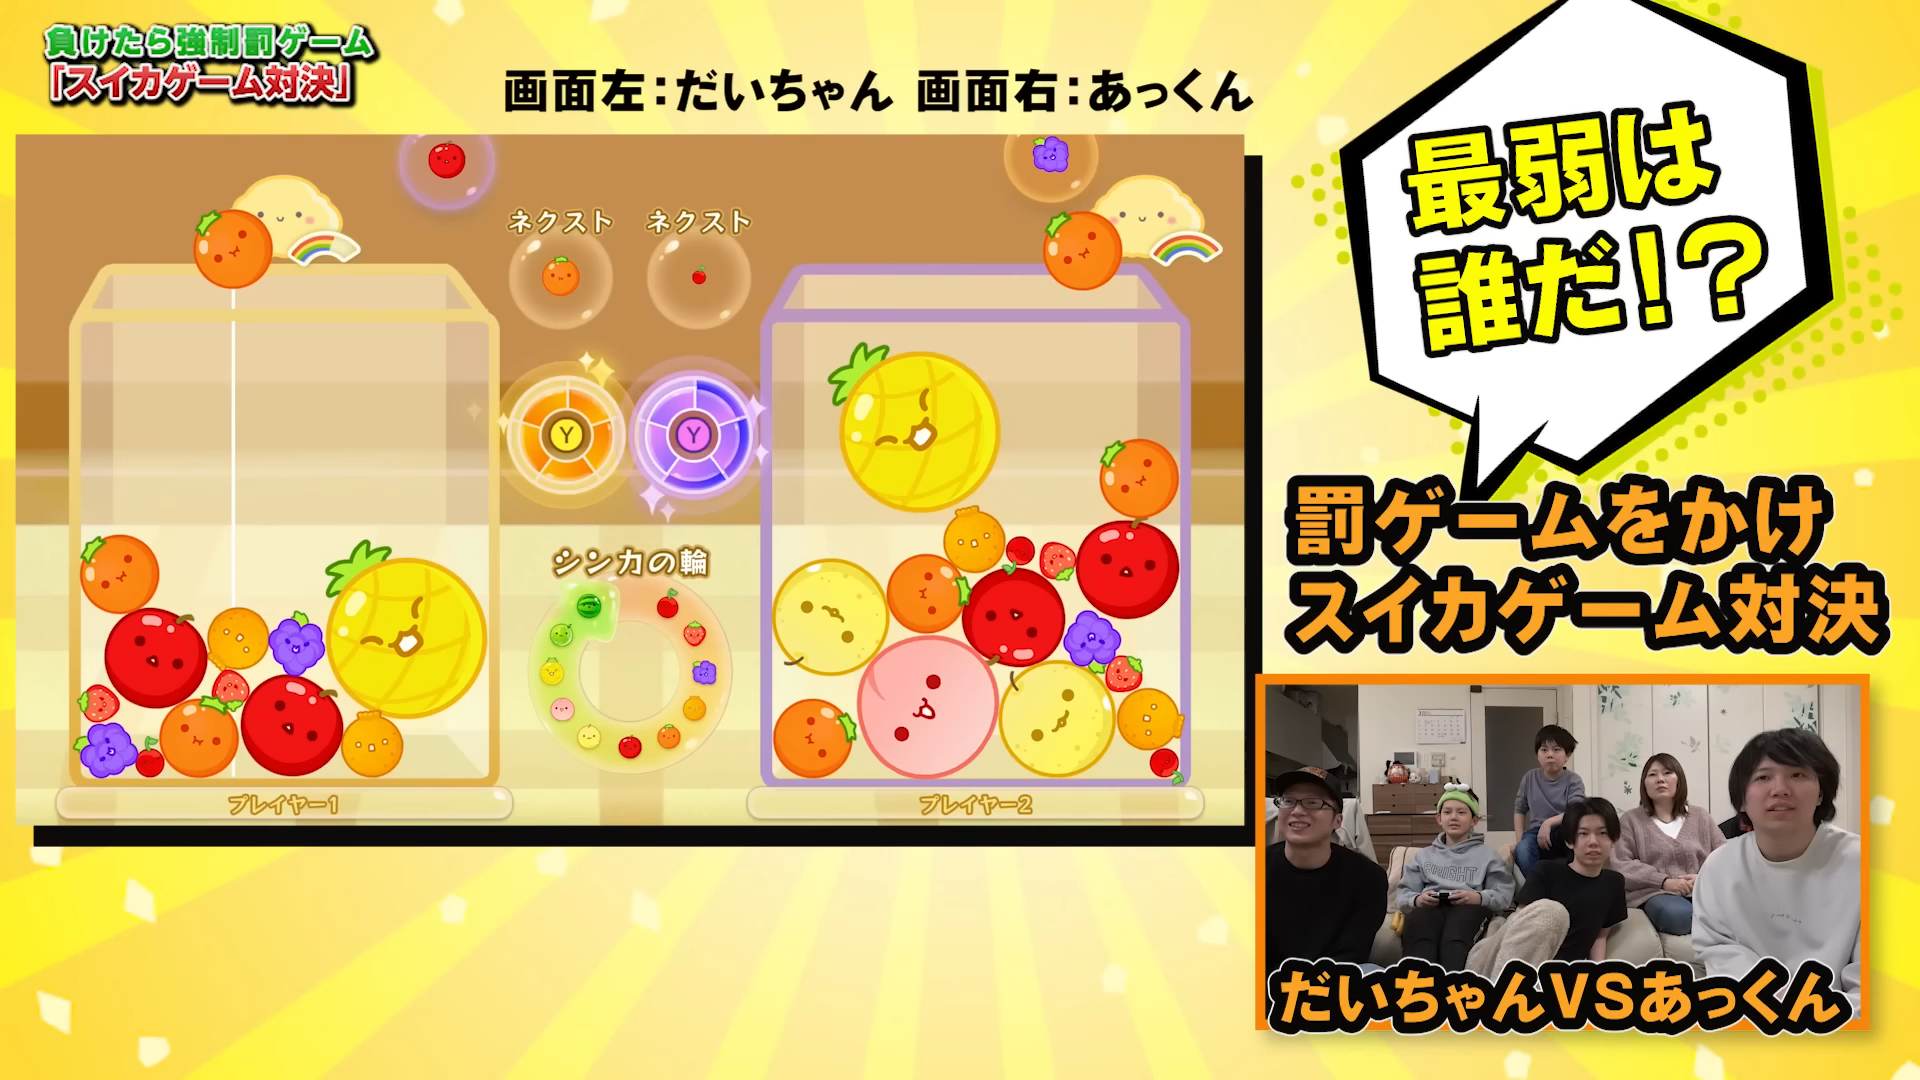 負けたら強制罰ゲーム
「スイカゲーム対決」
画面左：だいちゃん 画面右：あっくん
最弱は
誰だ！？
ネクスト ネクスト
Y Y
シンカの輪
プレイヤー1 プレイヤー2
罰ゲームをかけ
スイカゲーム対決
だいちゃんVSあっくん